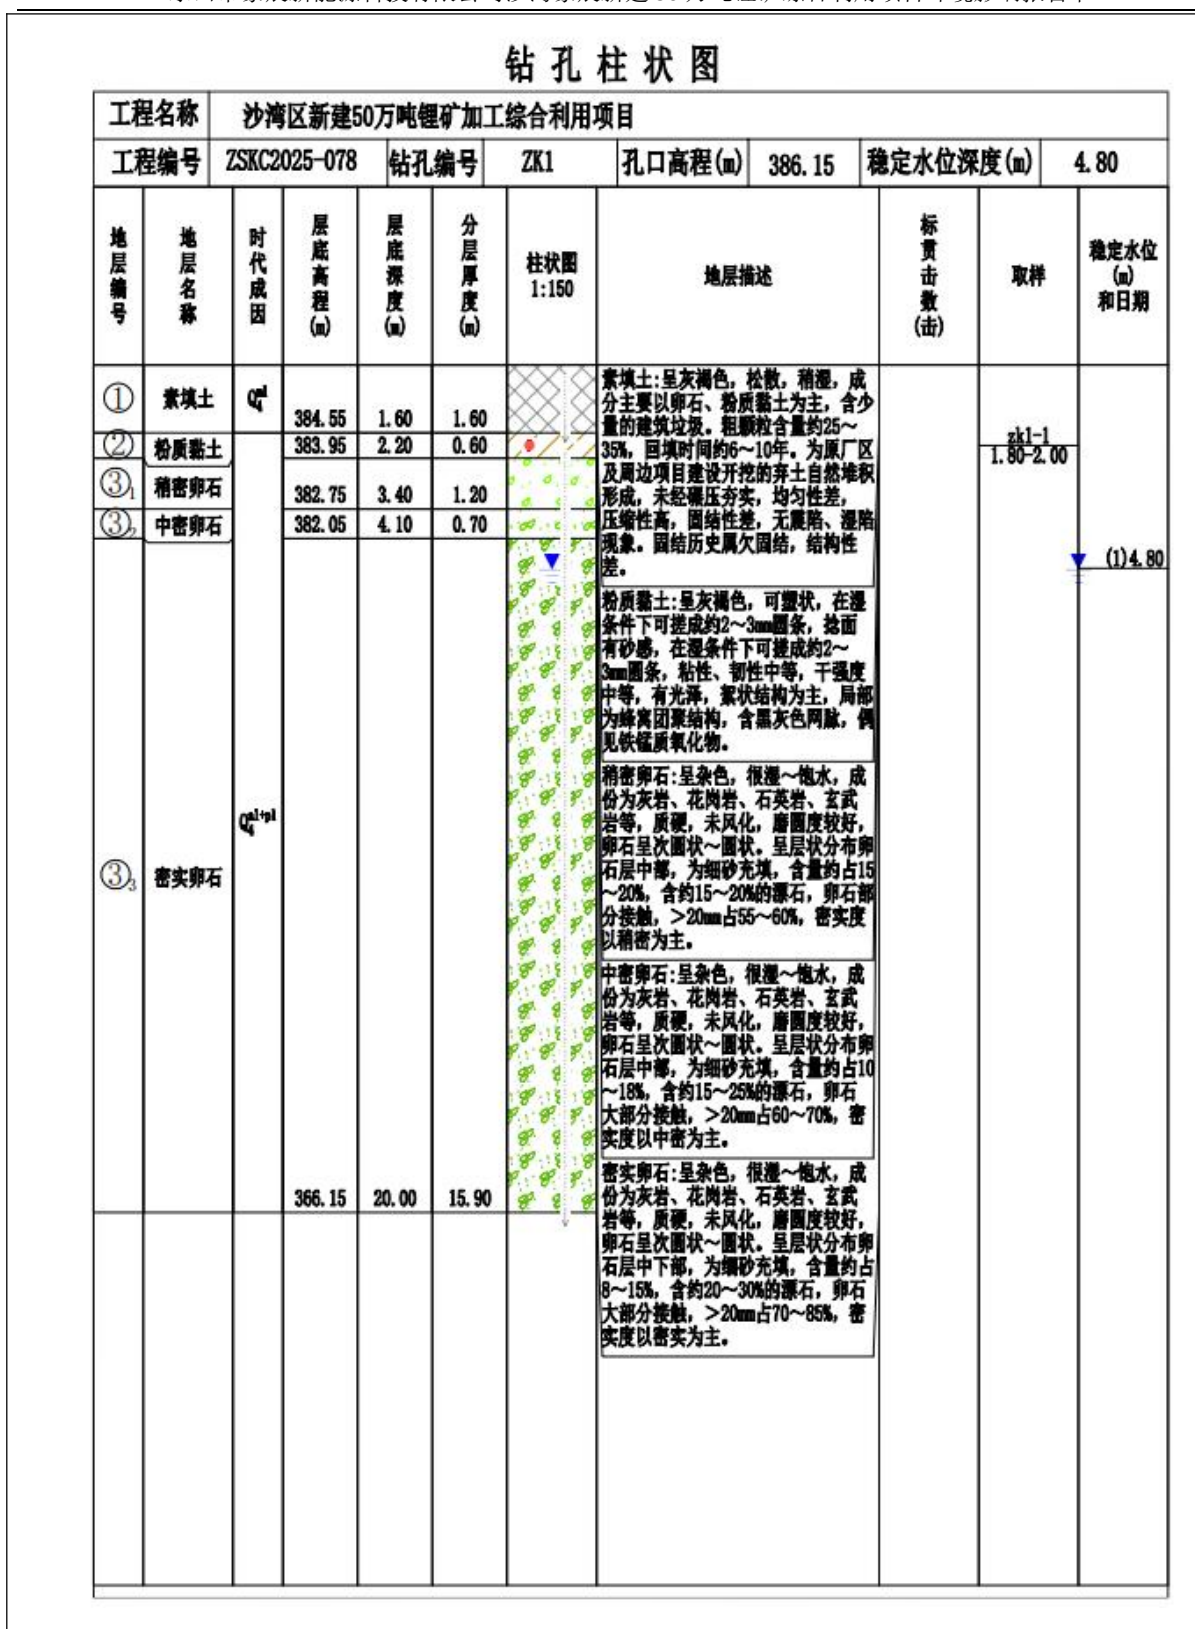 钻孔柱状图
工程名称 沙湾区新建50万吨锂矿加工综合利用项目
工程编号 ZSKC2025-078 钻孔编号 ZK1 孔口高程(m) 386.15 稳定水位深度(m) 4.80
地层编号 地层名称 时代成因 层底高程(m) 层底深度(m) 分层厚度(m) 柱状图 1:150 地层描述 标贯击数(击) 取样 稳定水位(m)和日期
① 素填土 Q₄ᵐˡ 384.55 1.60 1.60
② 粉质黏土 383.95 2.20 0.60
③₁ 稍密卵石 382.75 3.40 1.20
③₂ 中密卵石 382.05 4.10 0.70
③₃ 密实卵石 Q₄ᵃˡ⁺ᵖˡ 366.15 20.00 15.90
素填土:呈灰褐色，松散，稍湿，成
分主要以卵石、粉质黏土为主，含少
量的建筑垃圾。粗颗粒含量约25～
35%，回填时间约6～10年。为原厂区
及周边项目建设开挖的弃土自然堆积
形成，未经碾压夯实，均匀性差，
压缩性高，固结性差，无震陷、湿陷
现象。固结历史属欠固结，结构性
差。
粉质黏土:呈灰褐色，可塑状，在湿
条件下可搓成约2～3mm圆条，捻面
有砂感，在湿条件下可搓成约2～
3mm圆条，粘性、韧性中等，干强度
中等，有光泽，絮状结构为主，局部
为蜂窝团聚结构，含黑灰色网脉，偶
见铁锰质氧化物。
稍密卵石:呈杂色，很湿～饱水，成
份为灰岩、花岗岩、石英岩、玄武
岩等，质硬，未风化，磨圆度较好，
卵石呈次圆状～圆状。呈层状分布卵
石层中部，为细砂充填，含量约占15
～20%，含约15～20%的漂石，卵石部
分接触，＞20mm占55～60%，密实度
以稍密为主。
中密卵石:呈杂色，很湿～饱水，成
份为灰岩、花岗岩、石英岩、玄武
岩等，质硬，未风化，磨圆度较好，
卵石呈次圆状～圆状。呈层状分布卵
石层中部，为细砂充填，含量约占10
～18%，含约15～25%的漂石，卵石
大部分接触，＞20mm占60～70%，密
实度以中密为主。
密实卵石:呈杂色，很湿～饱水，成
份为灰岩、花岗岩、石英岩、玄武
岩等，质硬，未风化，磨圆度较好，
卵石呈次圆状～圆状。呈层状分布卵
石层中下部，为细砂充填，含量约占
8～15%，含约20～30%的漂石，卵石
大部分接触，＞20mm占70～85%，密
实度以密实为主。
zk1-1
1.80-2.00
(1)4.80